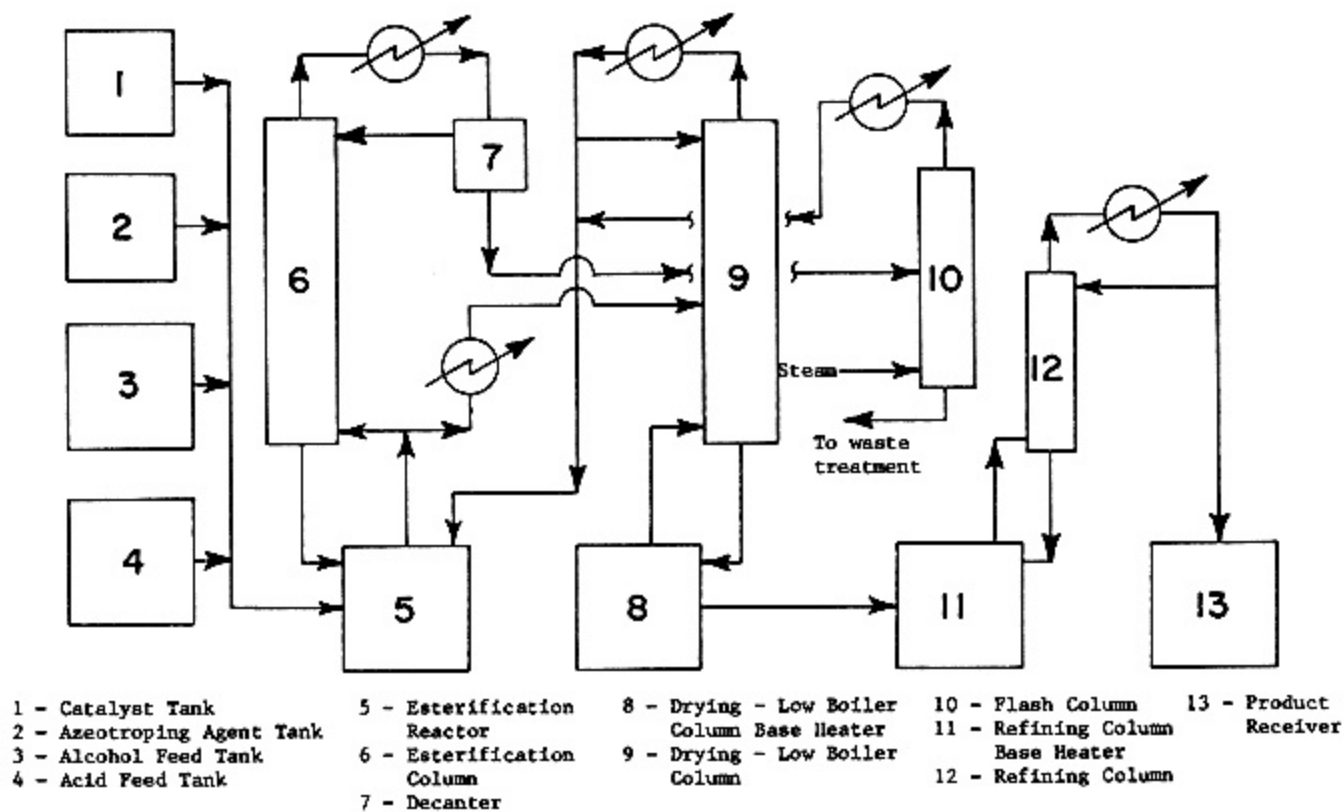 1
2
3
4
5
6
7
8
9
10
11
12
13
Steam
To waste
treatment
1 - Catalyst Tank
2 - Azeotroping Agent Tank
3 - Alcohol Feed Tank
4 - Acid Feed Tank
5 - Esterification
Reactor
6 - Esterification
Column
7 - Decanter
8 - Drying - Low Boiler
Column Base Heater
9 - Drying - Low Boiler
Column
10 - Flash Column
11 - Refining Column
Base Heater
12 - Refining Column
13 - Product
Receiver